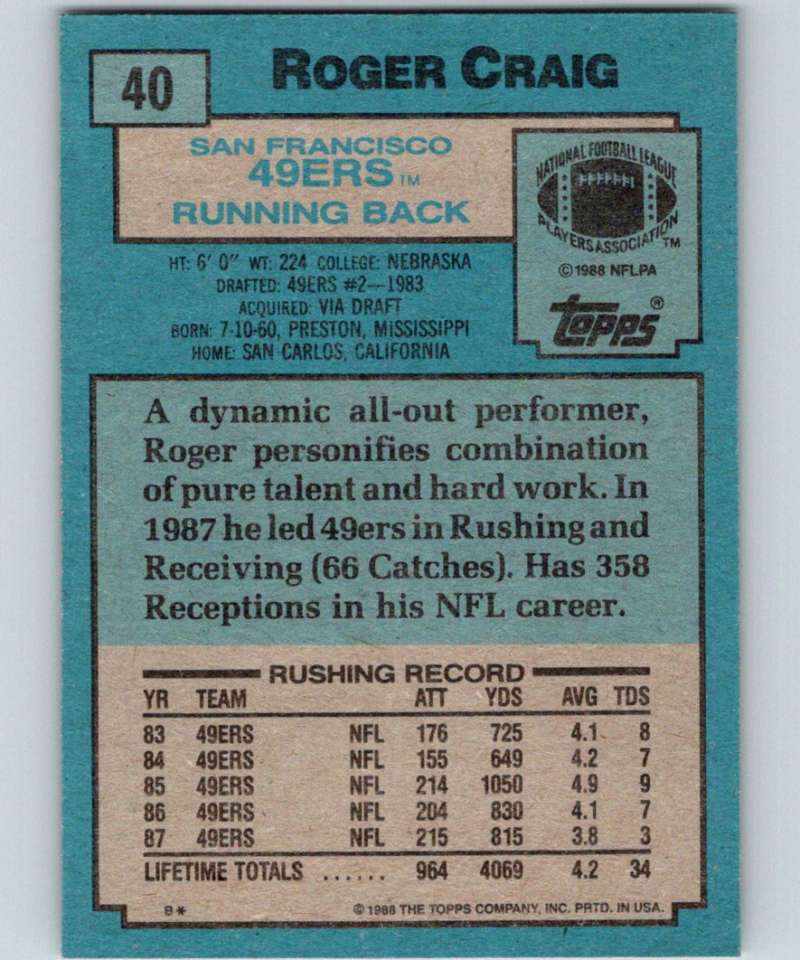 40
ROGER CRAIG
SAN FRANCISCO
49ERS TM
RUNNING BACK
NATIONAL FOOTBALL LEAGUE
PLAYERS ASSOCIATION TM
©1988 NFLPA
TOPPS®
HT: 6' 0" WT: 224 COLLEGE: NEBRASKA
DRAFTED: 49ERS #2—1983
ACQUIRED: VIA DRAFT
BORN: 7-10-60, PRESTON, MISSISSIPPI
HOME: SAN CARLOS, CALIFORNIA
A dynamic all-out performer,
Roger personifies combination
of pure talent and hard work. In
1987 he led 49ers in Rushing and
Receiving (66 Catches). Has 358
Receptions in his NFL career.
RUSHING RECORD
YR TEAM ATT YDS AVG TDS
83 49ERS NFL 176 725 4.1 8
84 49ERS NFL 155 649 4.2 7
85 49ERS NFL 214 1050 4.9 9
86 49ERS NFL 204 830 4.1 7
87 49ERS NFL 215 815 3.8 3
LIFETIME TOTALS ...... 964 4069 4.2 34
B* ©1988 THE TOPPS COMPANY, INC. PRTD. IN USA.